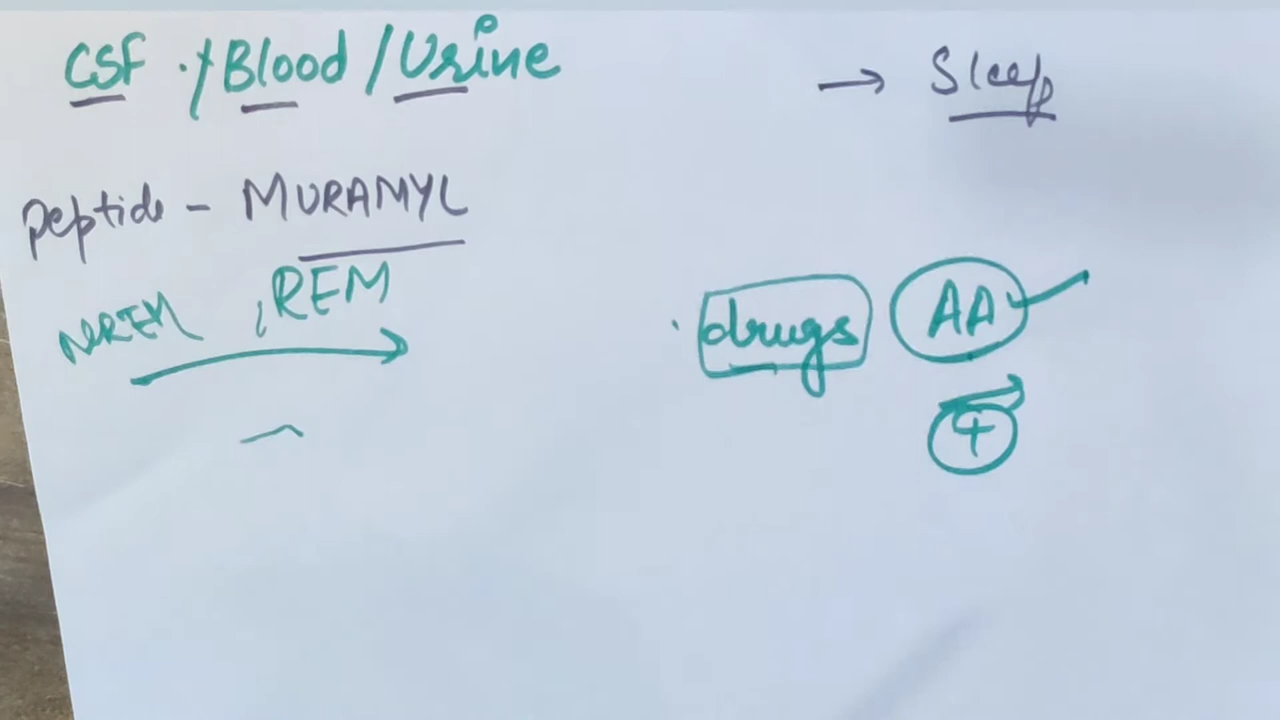 CSF / Blood / Urine → Sleep
Peptide - MURAMYL
NREM , REM
drugs AA
+